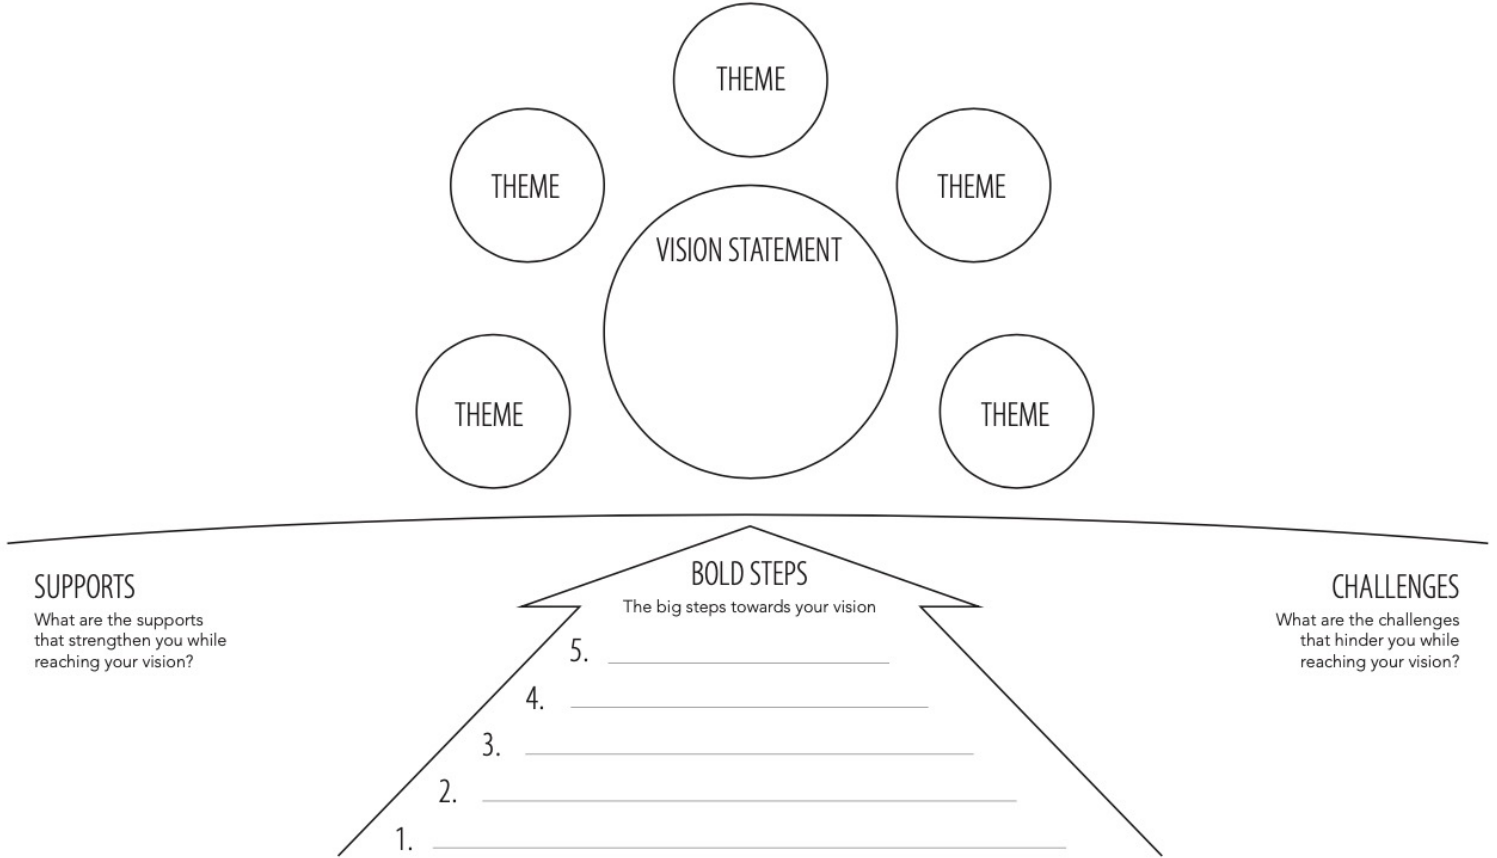 THEME
THEME
THEME
VISION STATEMENT
THEME
THEME
SUPPORTS
What are the supports
that strengthen you while
reaching your vision?
BOLD STEPS
The big steps towards your vision
5.
4.
3.
2.
1.
CHALLENGES
What are the challenges
that hinder you while
reaching your vision?